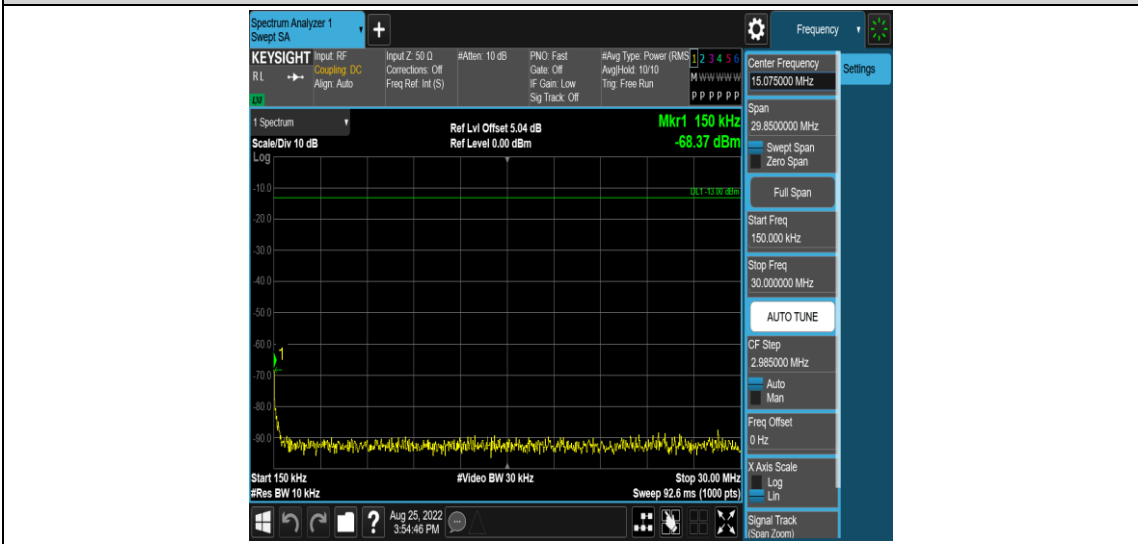 Spectrum Analyzer 1
Swept SA
+
Frequency
KEYSIGHT
RL
LXI
Input: RF
Coupling: DC
Align: Auto
Input Z: 50 Ω
Corrections: Off
Freq Ref: Int (S)
#Atten: 10 dB
PNO: Fast
Gate: Off
IF Gain: Low
Sig Track: Off
#Avg Type: Power (RMS
Avg|Hold: 10/10
Trig: Free Run
1 2 3 4 5 6
M W W W W W
P P P P P P
1 Spectrum
Scale/Div 10 dB
Log
Ref Lvl Offset 5.04 dB
Ref Level 0.00 dBm
Mkr1 150 kHz
-68.37 dBm
DL1 -13.00 dBm
-10.0
-20.0
-30.0
-40.0
-50.0
-60.0
1
-70.0
-80.0
-90.0
Start 150 kHz
#Res BW 10 kHz
#Video BW 30 kHz
Stop 30.00 MHz
Sweep 92.6 ms (1000 pts)
?
Aug 25, 2022
3:54:46 PM
Center Frequency
15.075000 MHz
Settings
Span
29.8500000 MHz
Swept Span
Zero Span
Full Span
Start Freq
150.000 kHz
Stop Freq
30.000000 MHz
AUTO TUNE
CF Step
2.985000 MHz
Auto
Man
Freq Offset
0 Hz
X Axis Scale
Log
Lin
Signal Track
(Span Zoom)